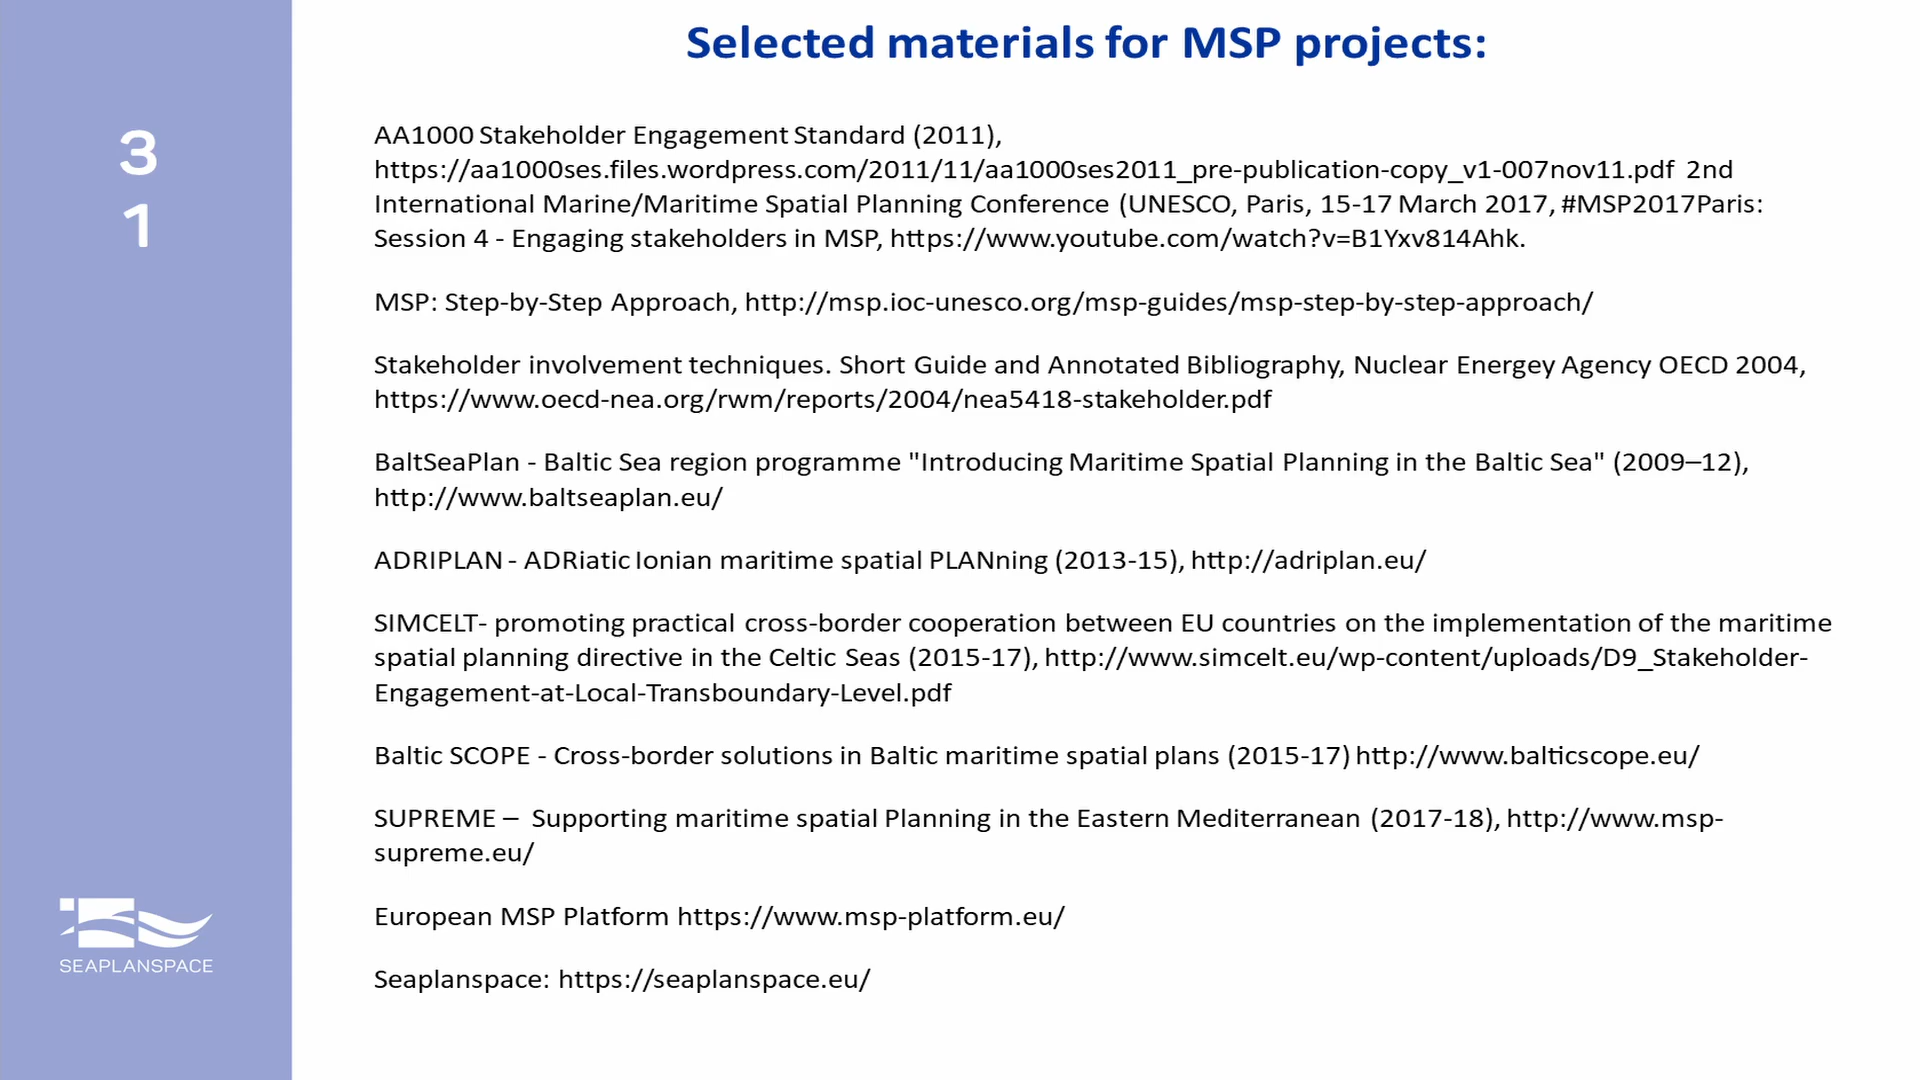 Selected materials for MSP projects:
3
1
AA1000 Stakeholder Engagement Standard (2011),
https://aa1000ses.files.wordpress.com/2011/11/aa1000ses2011_pre-publication-copy_v1-007nov11.pdf 2nd
International Marine/Maritime Spatial Planning Conference (UNESCO, Paris, 15-17 March 2017, #MSP2017Paris:
Session 4 - Engaging stakeholders in MSP, https://www.youtube.com/watch?v=B1Yxv814Ahk.
MSP: Step-by-Step Approach, http://msp.ioc-unesco.org/msp-guides/msp-step-by-step-approach/
Stakeholder involvement techniques. Short Guide and Annotated Bibliography, Nuclear Energey Agency OECD 2004,
https://www.oecd-nea.org/rwm/reports/2004/nea5418-stakeholder.pdf
BaltSeaPlan - Baltic Sea region programme "Introducing Maritime Spatial Planning in the Baltic Sea" (2009–12),
http://www.baltseaplan.eu/
ADRIPLAN - ADRiatic Ionian maritime spatial PLANning (2013-15), http://adriplan.eu/
SIMCELT- promoting practical cross-border cooperation between EU countries on the implementation of the maritime
spatial planning directive in the Celtic Seas (2015-17), http://www.simcelt.eu/wp-content/uploads/D9_Stakeholder-
Engagement-at-Local-Transboundary-Level.pdf
Baltic SCOPE - Cross-border solutions in Baltic maritime spatial plans (2015-17) http://www.balticscope.eu/
SUPREME – Supporting maritime spatial Planning in the Eastern Mediterranean (2017-18), http://www.msp-
supreme.eu/
European MSP Platform https://www.msp-platform.eu/
Seaplanspace: https://seaplanspace.eu/
SEAPLANSPACE